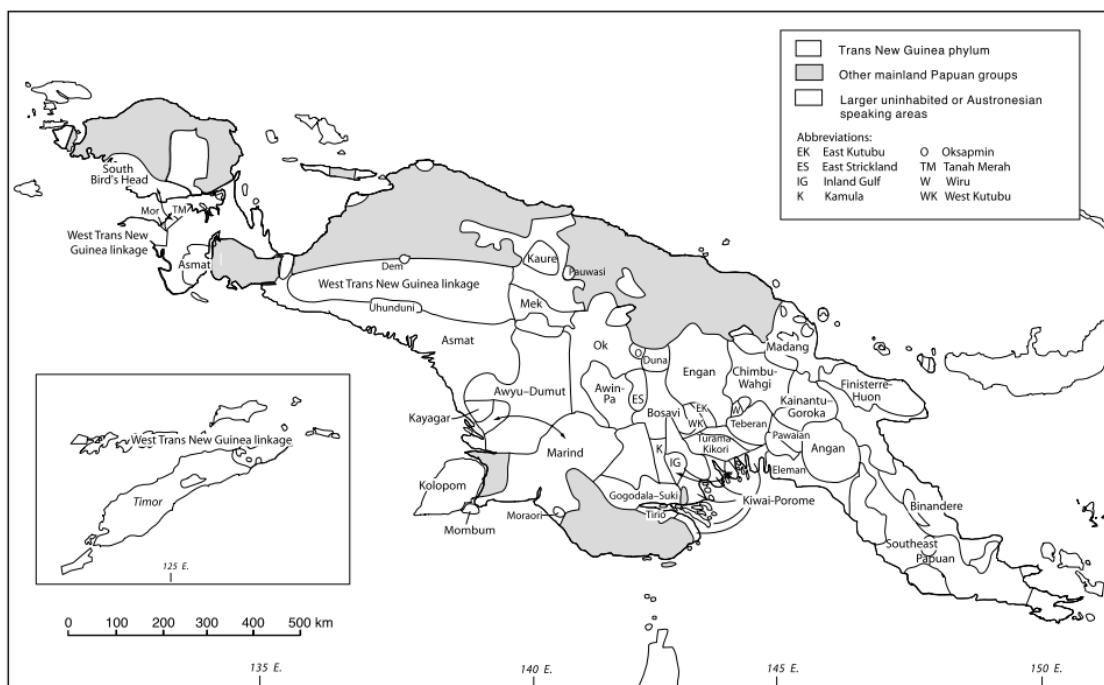 Trans New Guinea phylum
Other mainland Papuan groups
Larger uninhabited or Austronesian
speaking areas
Abbreviations:
EK East Kutubu O Oksapmin
ES East Strickland TM Tanah Merah
IG Inland Gulf W Wiru
K Kamula WK West Kutubu
South
Bird's Head
Mor
TM
West Trans New
Guinea linkage
Asmat
Dem
West Trans New Guinea linkage
Uhunduni
Kaure
Pauwasi
Mek
Asmat
Ok
O
Duna
Engan
Chimbu-
Wahgi
Madang
Finisterre-
Huon
Awyu–Dumut
Awin-
Pa
ES
Bosavi
EK
WK
W
Teberan
Kainantu-
Goroka
Kayagar
Marind
K
IG
Turama
Kikori
Pawaian
Angan
Eleman
Kolopom
Gogodala–Suki
Kiwai-Porome
Mombum
Moraori
Tirio
Binandere
Southeast
Papuan
West Trans New Guinea linkage
Timor
125 E.
0 100 200 300 400 500 km
135 E. 140 E. 145 E. 150 E.